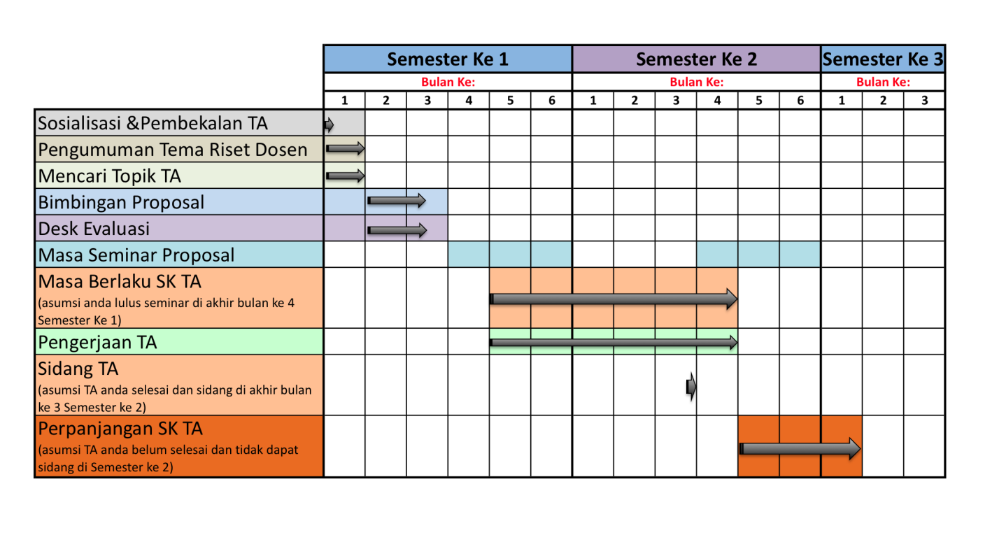 Semester Ke 1 Semester Ke 2 Semester Ke 3
Bulan Ke: Bulan Ke: Bulan Ke:
1 2 3 4 5 6 1 2 3 4 5 6 1 2 3
Sosialisasi &Pembekalan TA
Pengumuman Tema Riset Dosen
Mencari Topik TA
Bimbingan Proposal
Desk Evaluasi
Masa Seminar Proposal
Masa Berlaku SK TA
(asumsi anda lulus seminar di akhir bulan ke 4
Semester Ke 1)
Pengerjaan TA
Sidang TA
(asumsi TA anda selesai dan sidang di akhir bulan
ke 3 Semester ke 2)
Perpanjangan SK TA
(asumsi TA anda belum selesai dan tidak dapat
sidang di Semester ke 2)